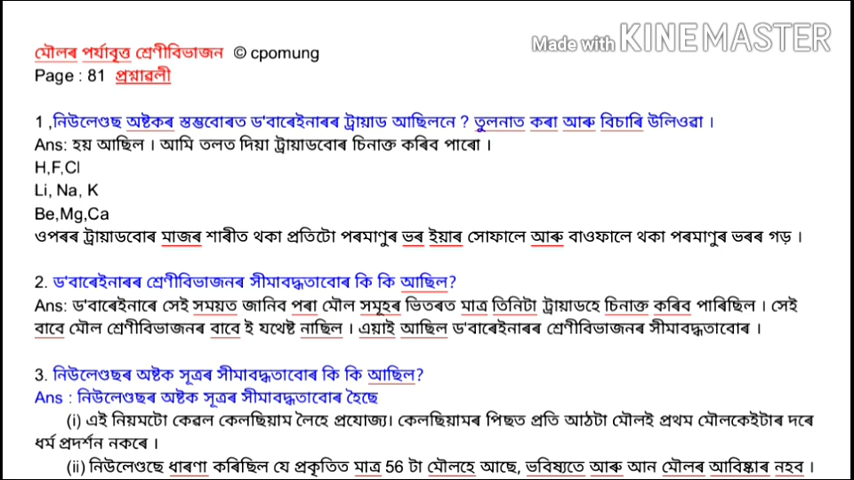 Made with KINEMASTER
মৌলৰ পৰ্যাবৃত্ত শ্ৰেণীবিভাজন © cpomung
Page : 81 প্ৰশ্নাৱলী
1 ,নিউলেণ্ডছ অষ্টকৰ স্তম্ভবোৰত ড'বাৰেইনাৰৰ ট্ৰায়াড আছিলনে ? তুলনাত কৰা আৰু বিচাৰি উলিওৱা ।
Ans: হয় আছিল । আমি তলত দিয়া ট্ৰায়াডবোৰ চিনাক্ত কৰিব পাৰো ।
H,F,Cl
Li, Na, K
Be,Mg,Ca
ওপৰৰ ট্ৰায়াডবোৰ মাজৰ শাৰীত থকা প্ৰতিটো পৰমাণুৰ ভৰ ইয়াৰ সোফালে আৰু বাওফালে থকা পৰমাণুৰ ভৰৰ গড় ।
2. ড'বাৰেইনাৰৰ শ্ৰেণীবিভাজনৰ সীমাবদ্ধতাবোৰ কি কি আছিল?
Ans: ড'বাৰেইনাৰে সেই সময়ত জানিব পৰা মৌল সমূহৰ ভিতৰত মাত্ৰ তিনিটা ট্ৰায়াডহে চিনাক্ত কৰিব পাৰিছিল । সেই
বাবে মৌল শ্ৰেণীবিভাজনৰ বাবে ই যথেষ্ট নাছিল । এয়াই আছিল ড'বাৰেইনাৰৰ শ্ৰেণীবিভাজনৰ সীমাবদ্ধতাবোৰ ।
3. নিউলেণ্ডছৰ অষ্টক সূত্ৰৰ সীমাবদ্ধতাবোৰ কি কি আছিল?
Ans : নিউলেণ্ডছৰ অষ্টক সূত্ৰৰ সীমাবদ্ধতাবোৰ হৈছে
(i) এই নিয়মটো কেৱল কেলছিয়াম লৈহে প্ৰযোজ্য। কেলছিয়ামৰ পিছত প্ৰতি আঠটা মৌলই প্ৰথম মৌলকেইটাৰ দৰে
ধৰ্ম প্ৰদৰ্শন নকৰে ।
(ii) নিউলেণ্ডছে ধাৰণা কৰিছিল যে প্ৰকৃতিত মাত্ৰ 56 টা মৌলহে আছে, ভবিষ্যতে আৰু আন মৌলৰ আবিষ্কাৰ নহব ।